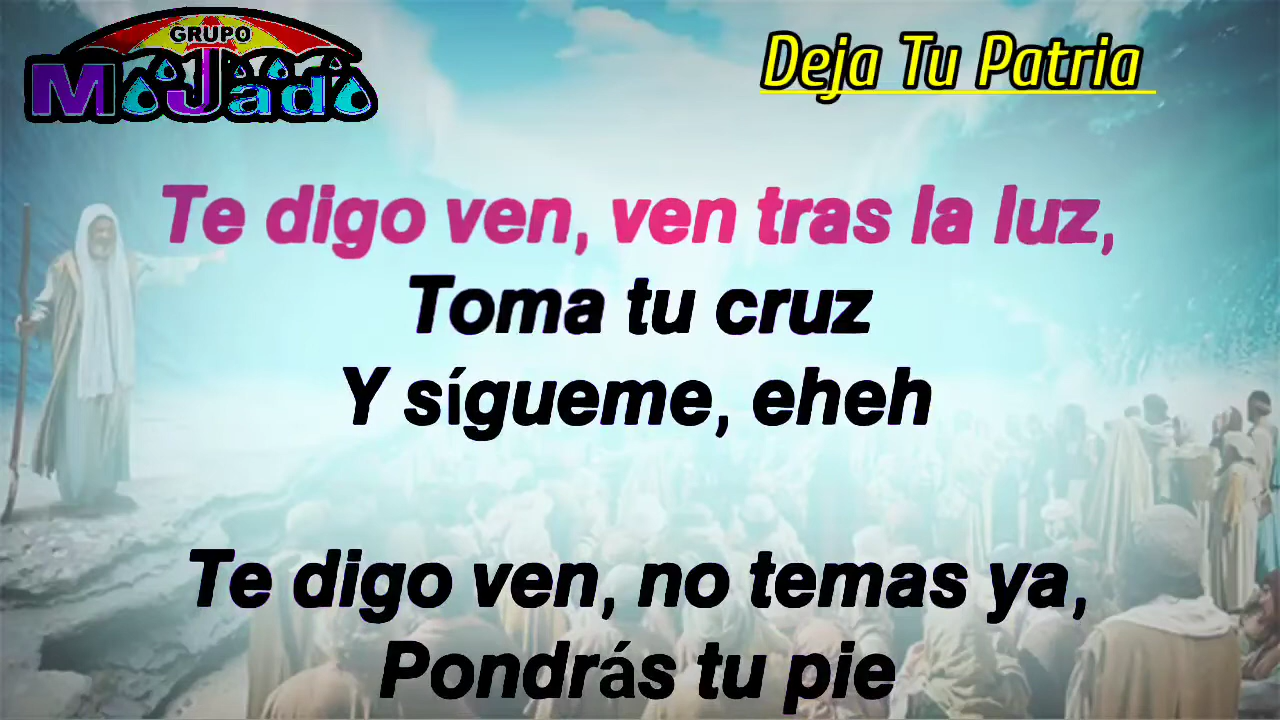 GRUPO
MoJado
Deja Tu Patria
Te digo ven, ven tras la luz,
Toma tu cruz
Y sígueme, eheh
Te digo ven, no temas ya,
Pondrás tu pie